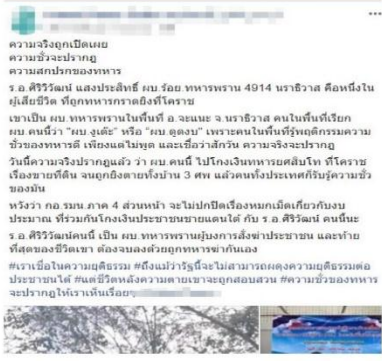 ความจริงถูกเปิดเผย
ความชั่วจะปรากฏ
ความสกปรกของทหาร
ร.อ.ศิริวิวัฒน์ แสงประสิทธิ์ ผบ.ร้อย.ทหารพราน 4914 นราธิวาส คือหนึ่งใน
ผู้เสียชีวิต ที่ถูกทหารกราดยิงที่โคราช
เขาเป็น ผบ.ทหารพรานในพื้นที่ อ.จะแนะ จ.นราธิวาส คนในพื้นที่เรียก
ผบ.คนนี้ว่า "ผบ.งูเต๊ะ" หรือ "ผบ.ตูดงบ" เพราะคนในพื้นที่รู้พฤติกรรมความ
ชั่วของทหารดี เพียงแต่ไม่พูด และเชื่อว่าสักวัน ความจริงจะปรากฏ
วันนี้ความจริงปรากฏแล้ว ว่า ผบ.คนนี้ ไปโกงเงินทหารยศสิบโท ที่โคราช
เรื่องขายที่ดิน จนถูกยิงตายทั้งบ้าน 3 ศพ แล้วคนทั้งประเทศก็รับรู้ความชั่ว
ของมัน
หวังว่า กอ.รมน.ภาค 4 ส่วนหน้า จะไม่ปกปิดเรื่องหมกเม็ดเกี่ยวกับงบ
ประมาณ ที่ร่วมกันโกงเงินประชาชนชายแดนใต้ กับ ร.อ ศิริวิวัฒน์ คนนี้นะ
ร.อ.ศิริวิวัฒน์คนนี้ เป็น ผบ.ทหารพรานผู้บงการสั่งฆ่าประชาชน และท้าย
ที่สุดของชีวิตเขา ต้องจบลงด้วยถูกทหารฆ่ากันเอง
#เราเชื่อในความยุติธรรม #ถึงแม้ว่ารัฐนี้จะไม่สามารถผดุงความยุติธรรมต่อ
ประชาชนได้ #แต่ชีวิตหลังความตายเขาจะถูกสอบสวน #ความชั่วของทหาร
จะปรากฏให้เราเห็นเรื่อยๆ